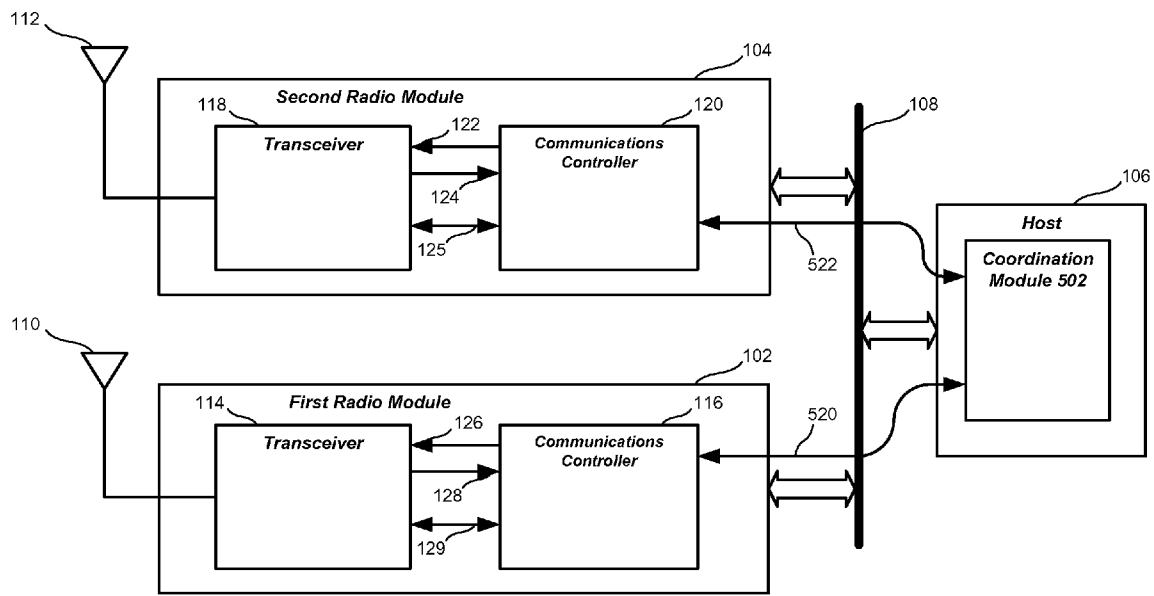 112
104
Second Radio Module
118
120
108
Transceiver
122
Communications
Controller
124
106
125
522
Host
Coordination
Module 502
110
102
First Radio Module
114
116
520
Transceiver
126
Communications
Controller
128
129